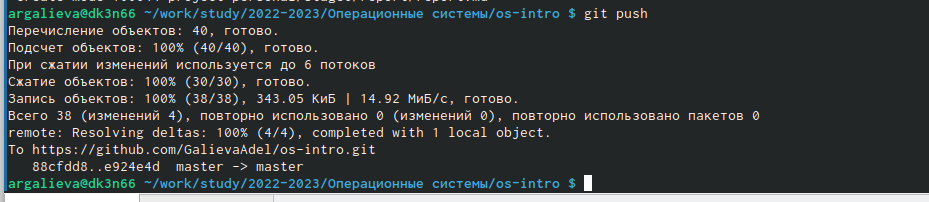 argalieva@dk3n66 ~/work/study/2022-2023/Операционные системы/os-intro $ git push
Перечисление объектов: 40, готово.
Подсчет объектов: 100% (40/40), готово.
При сжатии изменений используется до 6 потоков
Сжатие объектов: 100% (30/30), готово.
Запись объектов: 100% (38/38), 343.05 КиБ | 14.92 МиБ/с, готово.
Всего 38 (изменений 4), повторно использовано 0 (изменений 0), повторно использовано пакетов 0
remote: Resolving deltas: 100% (4/4), completed with 1 local object.
To https://github.com/GalievaAdel/os-intro.git
   88cfdd8..e924e4d  master -> master
argalieva@dk3n66 ~/work/study/2022-2023/Операционные системы/os-intro $